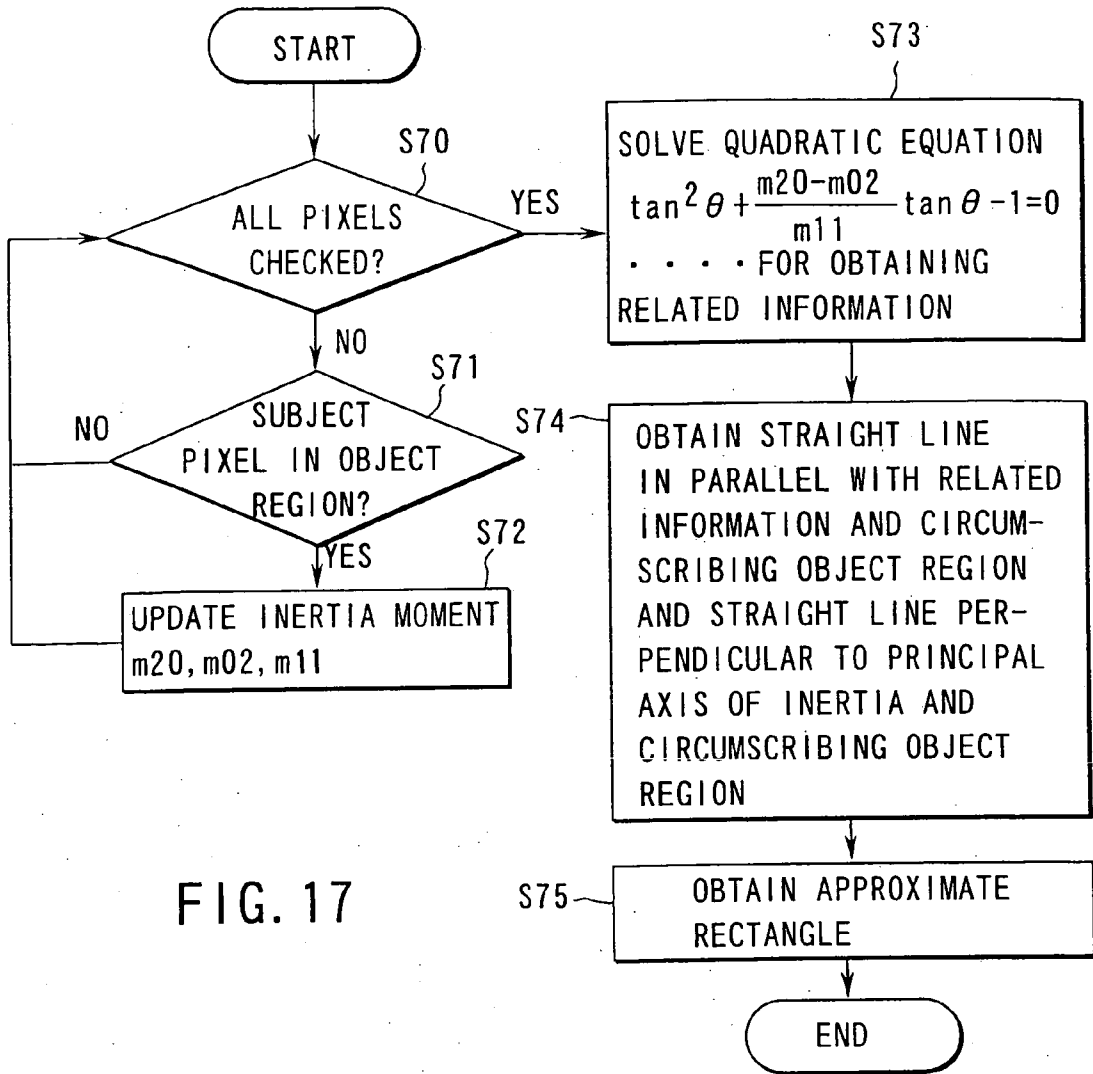 START
S70
ALL PIXELS
CHECKED?
YES
NO
S71
SUBJECT
PIXEL IN OBJECT
REGION?
NO
YES
S72
UPDATE INERTIA MOMENT
m20, m02, m11
S73
SOLVE QUADRATIC EQUATION
tan² θ + (m20-m02)/m11 tan θ -1=0
・・・・FOR OBTAINING
RELATED INFORMATION
S74
OBTAIN STRAIGHT LINE
IN PARALLEL WITH RELATED
INFORMATION AND CIRCUM-
SCRIBING OBJECT REGION
AND STRAIGHT LINE PER-
PENDICULAR TO PRINCIPAL
AXIS OF INERTIA AND
CIRCUMSCRIBING OBJECT
REGION
S75
OBTAIN APPROXIMATE
RECTANGLE
END
FIG. 17